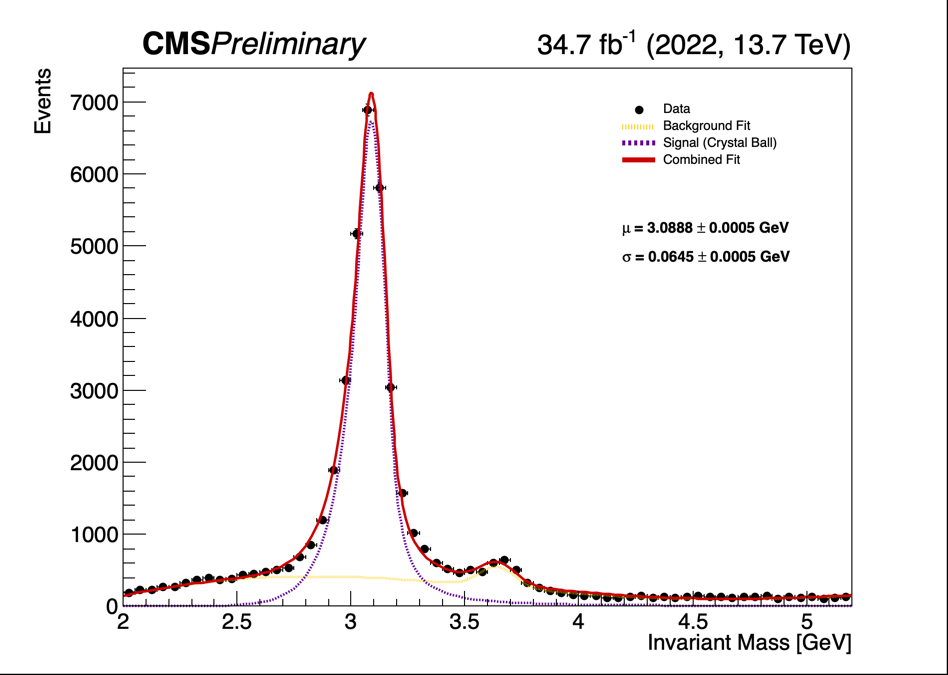 CMSPreliminary 34.7 fb⁻¹ (2022, 13.7 TeV)
Events
7000
6000
5000
4000
3000
2000
1000
0
Data
Background Fit
Signal (Crystal Ball)
Combined Fit
μ = 3.0888 ± 0.0005 GeV
σ = 0.0645 ± 0.0005 GeV
2 2.5 3 3.5 4 4.5 5
Invariant Mass [GeV]